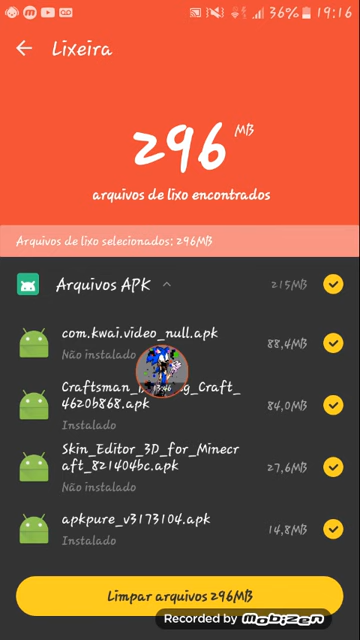 36% 19:16
Lixeira
296 MB
arquivos de lixo encontrados
Arquivos de lixo selecionados: 296MB
Arquivos APK 215MB
com.kwai.video_null.apk
Não instalado 88,4MB
13:46
4620b868.apk 84,0MB
Instalado
Skin_Editor_3D_for_Minecr
aft_821404bc.apk 27,6MB
Não instalado
apkpure_v3173104.apk
Instalado 14,8MB
Limpar arquivos 296MB
Recorded by mobizen